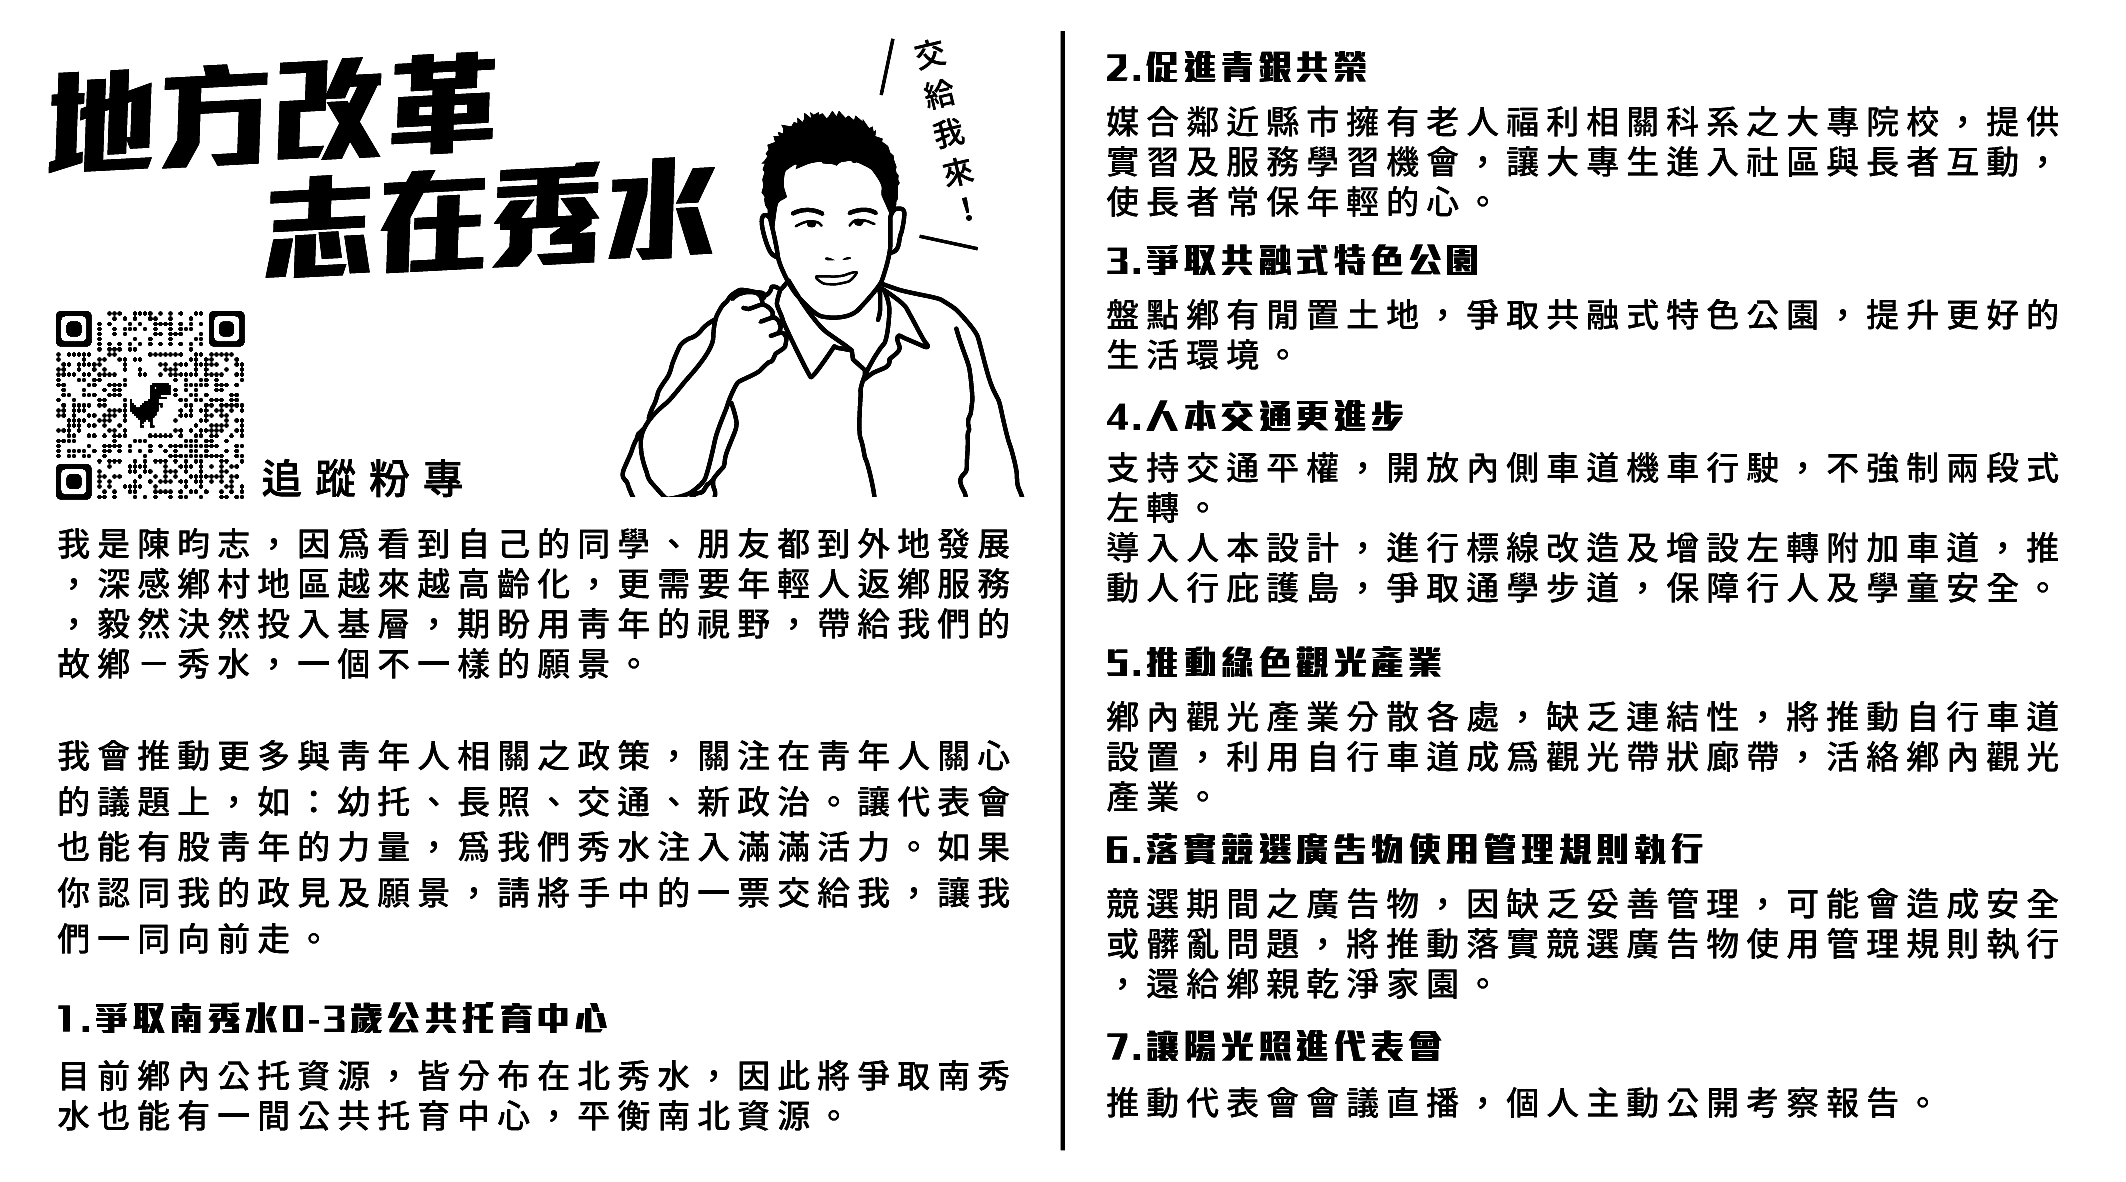 地方改革
志在秀水
交給我來！
追蹤粉專
我是陳昀志，因為看到自己的同學、朋友都到外地發展
，深感鄉村地區越來越高齡化，更需要年輕人返鄉服務
，毅然決然投入基層，期盼用青年的視野，帶給我們的
故鄉－秀水，一個不一樣的願景。
我會推動更多與青年人相關之政策，關注在青年人關心
的議題上，如：幼托、長照、交通、新政治。讓代表會
也能有股青年的力量，為我們秀水注入滿滿活力。如果
你認同我的政見及願景，請將手中的一票交給我，讓我
們一同向前走。
1.爭取南秀水0-3歲公共托育中心
目前鄉內公托資源，皆分布在北秀水，因此將爭取南秀
水也能有一間公共托育中心，平衡南北資源。
2.促進青銀共榮
媒合鄰近縣市擁有老人福利相關科系之大專院校，提供
實習及服務學習機會，讓大專生進入社區與長者互動，
使長者常保年輕的心。
3.爭取共融式特色公園
盤點鄉有閒置土地，爭取共融式特色公園，提升更好的
生活環境。
4.人本交通更進步
支持交通平權，開放內側車道機車行駛，不強制兩段式
左轉。
導入人本設計，進行標線改造及增設左轉附加車道，推
動人行庇護島，爭取通學步道，保障行人及學童安全。
5.推動綠色觀光產業
鄉內觀光產業分散各處，缺乏連結性，將推動自行車道
設置，利用自行車道成為觀光帶狀廊帶，活絡鄉內觀光
產業。
6.落實競選廣告物使用管理規則執行
競選期間之廣告物，因缺乏妥善管理，可能會造成安全
或髒亂問題，將推動落實競選廣告物使用管理規則執行
，還給鄉親乾淨家園。
7.讓陽光照進代表會
推動代表會會議直播，個人主動公開考察報告。